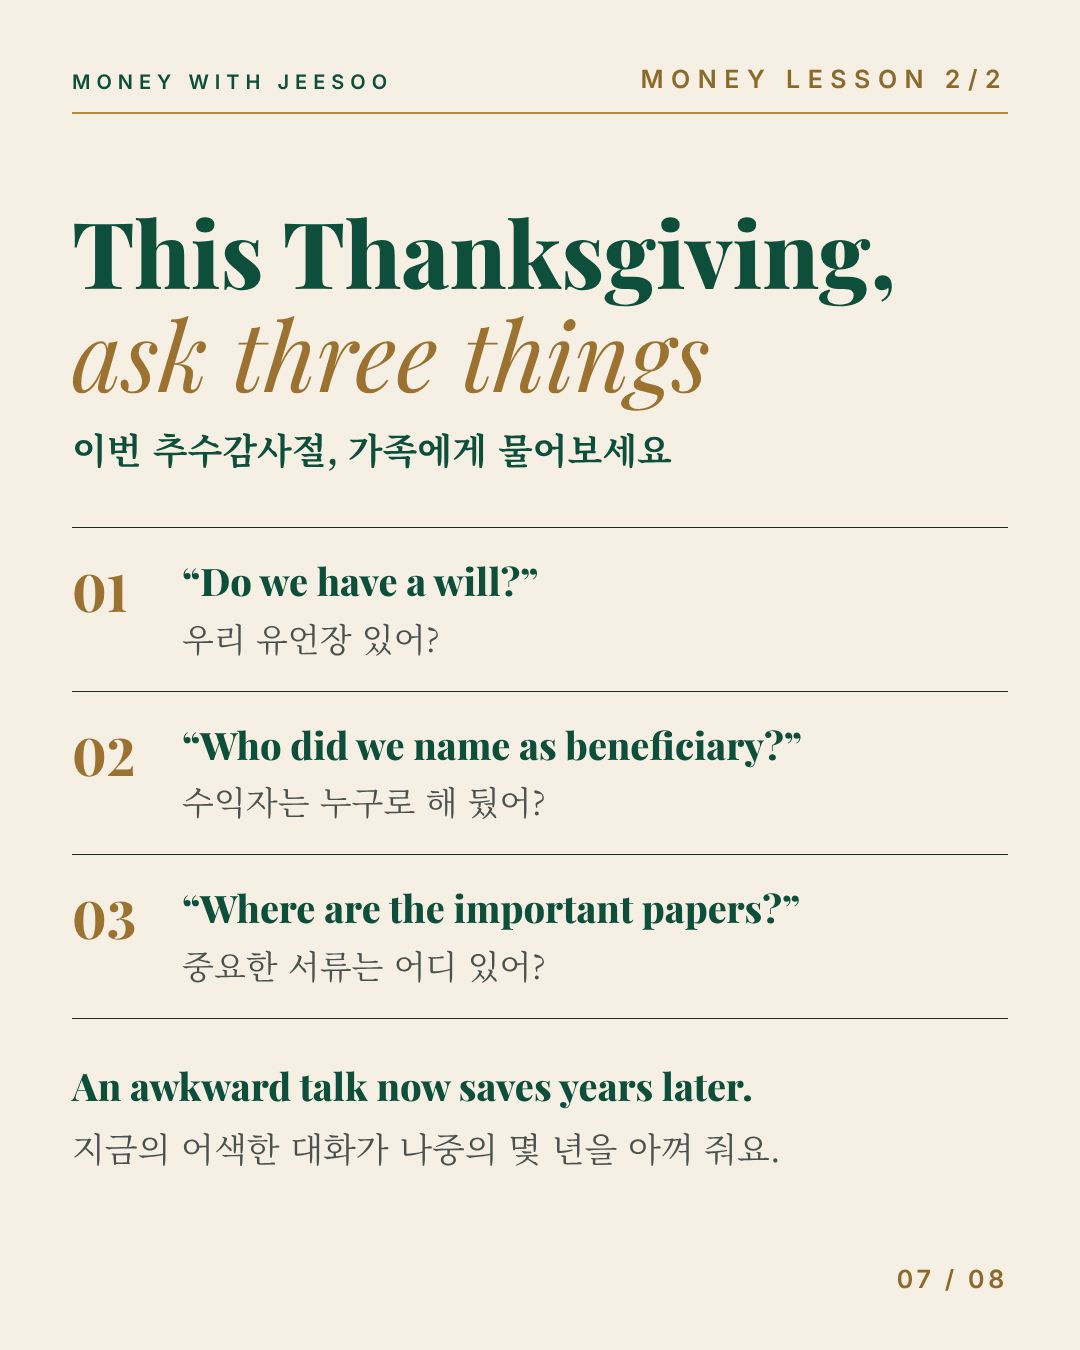 MONEY WITH JEESOO
MONEY LESSON 2/2
This Thanksgiving,
ask three things
이번 추수감사절, 가족에게 물어보세요
01
“Do we have a will?”
우리 유언장 있어?
02
“Who did we name as beneficiary?”
수익자는 누구로 해 뒀어?
03
“Where are the important papers?”
중요한 서류는 어디 있어?
An awkward talk now saves years later.
지금의 어색한 대화가 나중의 몇 년을 아껴 줘요.
07 / 08